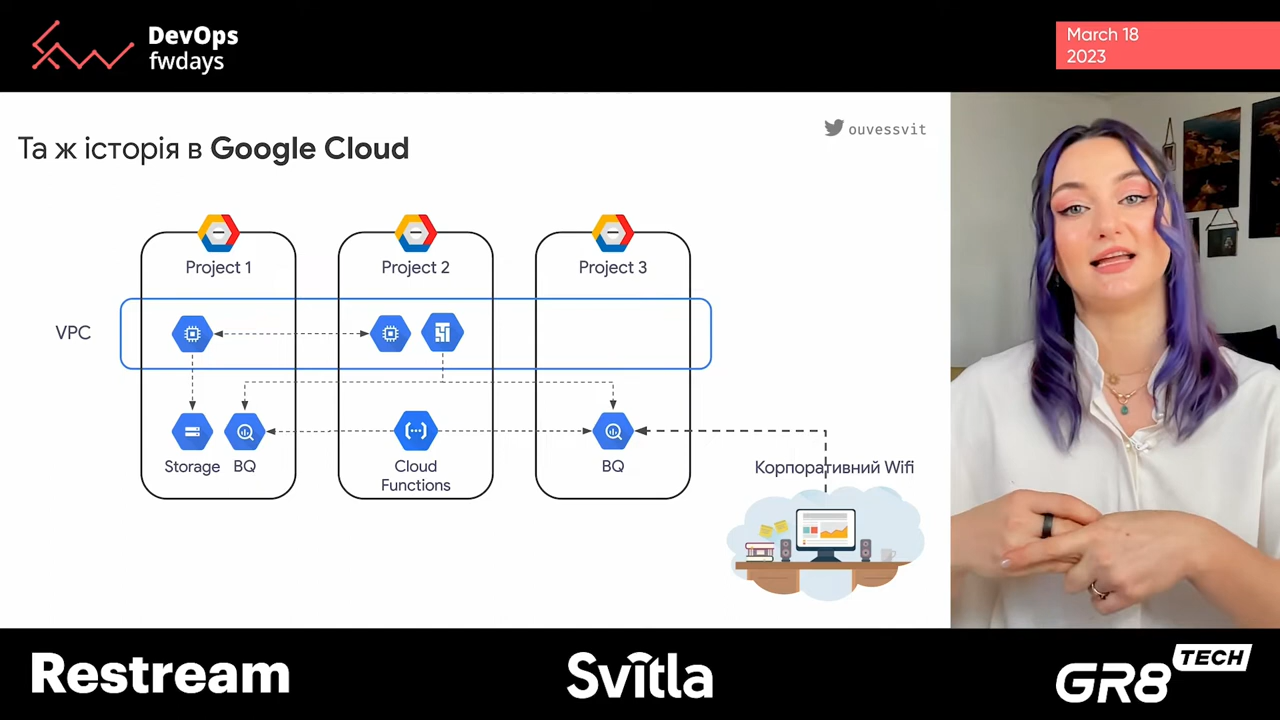 DevOps
fwdays
March 18
2023
Та ж історія в Google Cloud
ouvessvit
Project 1
Project 2
Project 3
VPC
Storage
BQ
Cloud
Functions
BQ
Корпоративний Wifi
Restream
Svitla
GR8 TECH